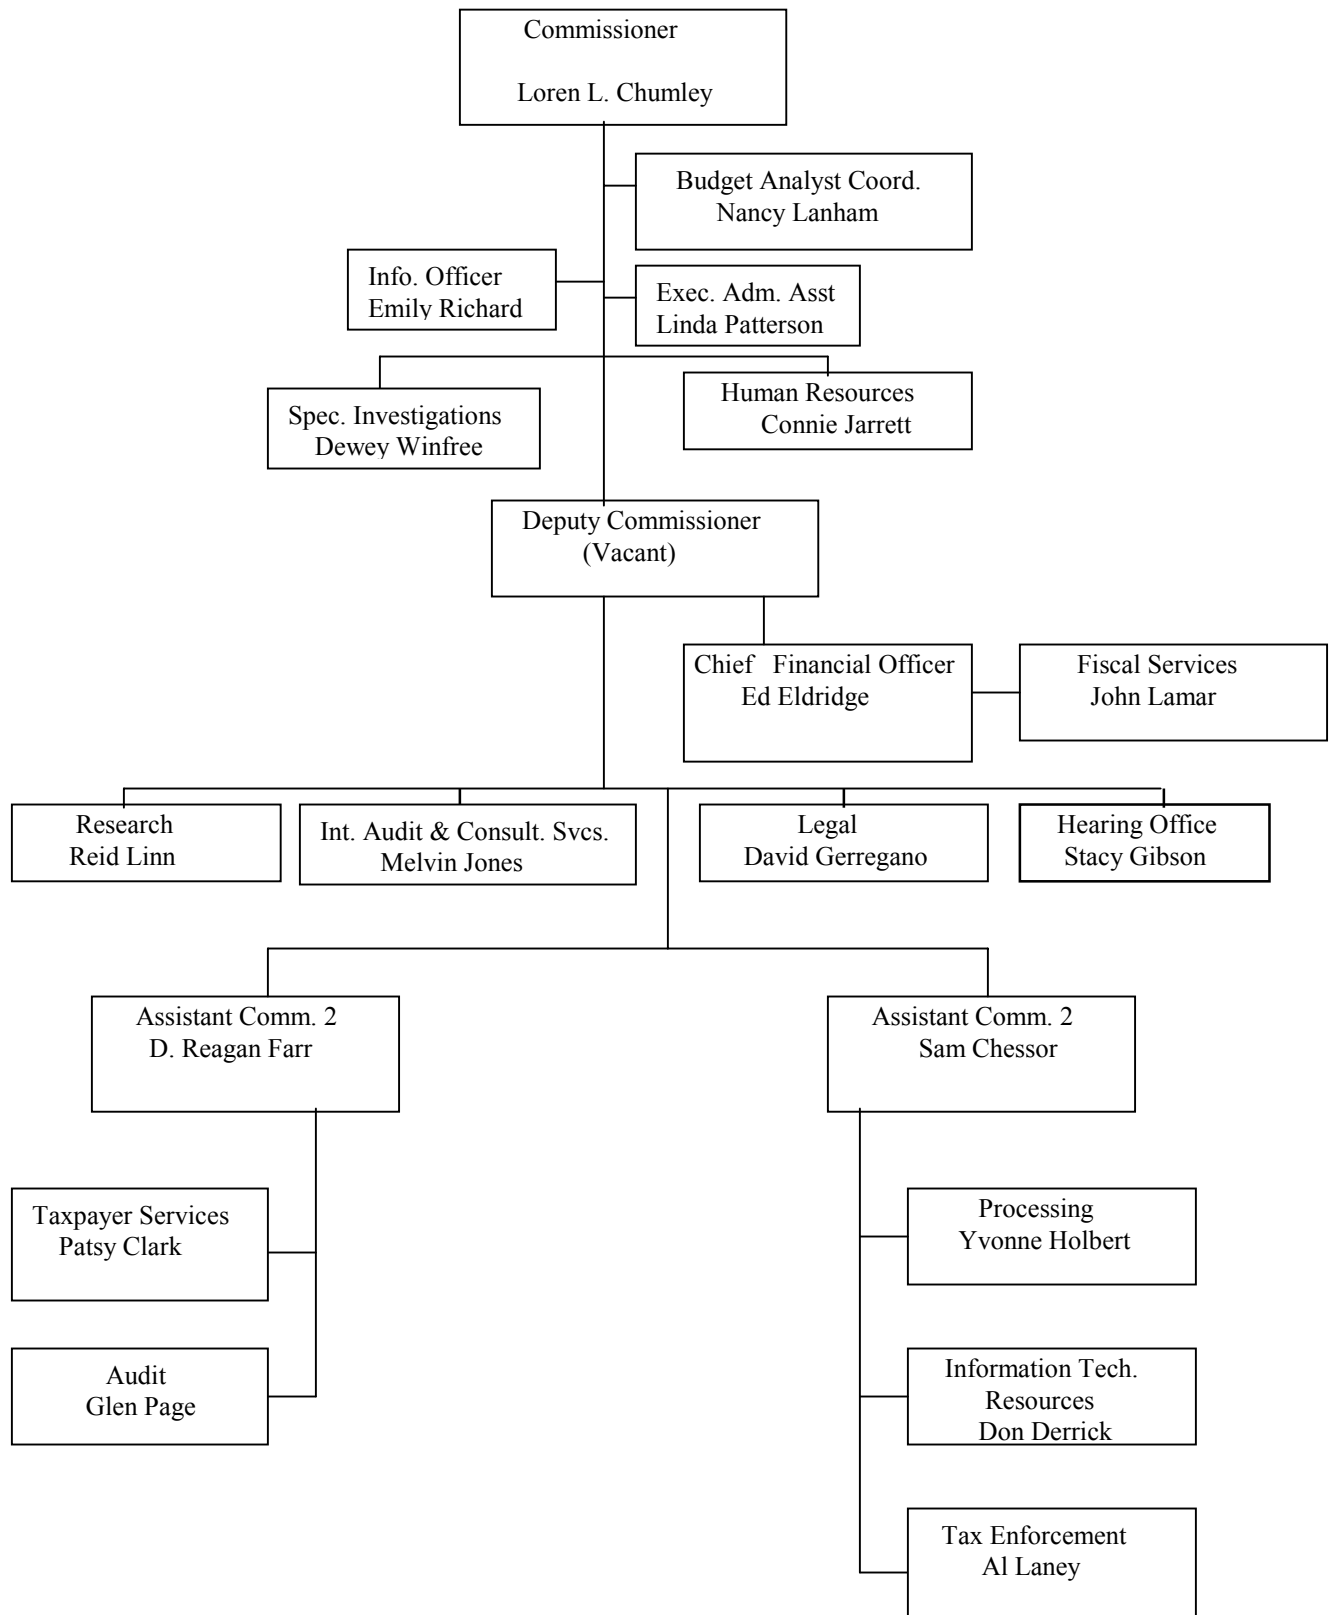 Commissioner
Loren L. Chumley
Budget Analyst Coord.
Nancy Lanham
Info. Officer
Emily Richard
Exec. Adm. Asst
Linda Patterson
Spec. Investigations
Dewey Winfree
Human Resources
Connie Jarrett
Deputy Commissioner
(Vacant)
Chief Financial Officer
Ed Eldridge
Fiscal Services
John Lamar
Research
Reid Linn
Int. Audit & Consult. Svcs.
Melvin Jones
Legal
David Gerregano
Hearing Office
Stacy Gibson
Assistant Comm. 2
D. Reagan Farr
Assistant Comm. 2
Sam Chessor
Taxpayer Services
Patsy Clark
Processing
Yvonne Holbert
Audit
Glen Page
Information Tech.
Resources
Don Derrick
Tax Enforcement
Al Laney